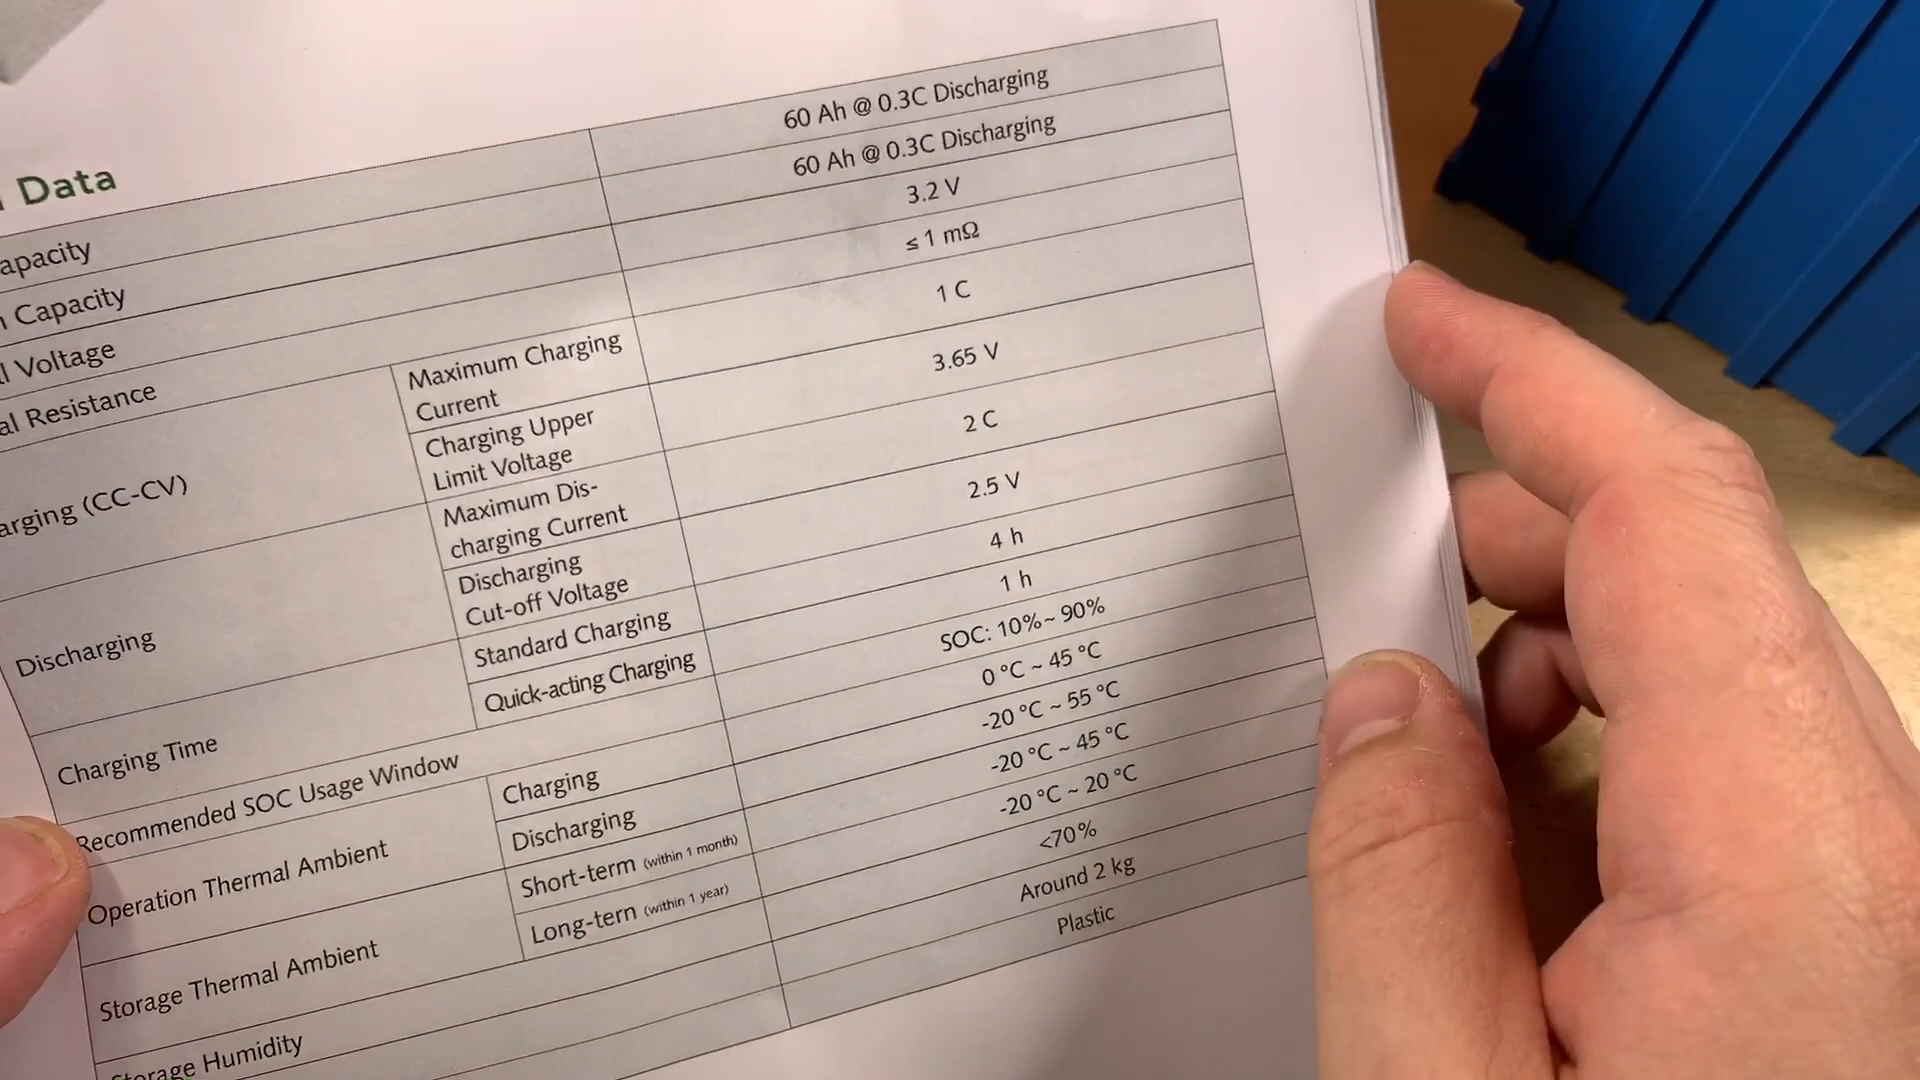 Data
apacity 60 Ah @ 0.3C Discharging
Capacity 60 Ah @ 0.3C Discharging
l Voltage 3.2 V
al Resistance ≤ 1 mΩ
arging (CC-CV) Maximum Charging
Current 1 C
Charging Upper
Limit Voltage 3.65 V
Discharging Maximum Dis-
charging Current 2 C
Discharging
Cut-off Voltage 2.5 V
Charging Time Standard Charging 4 h
Quick-acting Charging 1 h
Recommended SOC Usage Window SOC: 10%~ 90%
Operation Thermal Ambient Charging 0 °C ~ 45 °C
Discharging -20 °C ~ 55 °C
Storage Thermal Ambient Short-term (within 1 month) -20 °C ~ 45 °C
Long-tern (within 1 year) -20 °C ~ 20 °C
torage Humidity <70%
Around 2 kg
Plastic